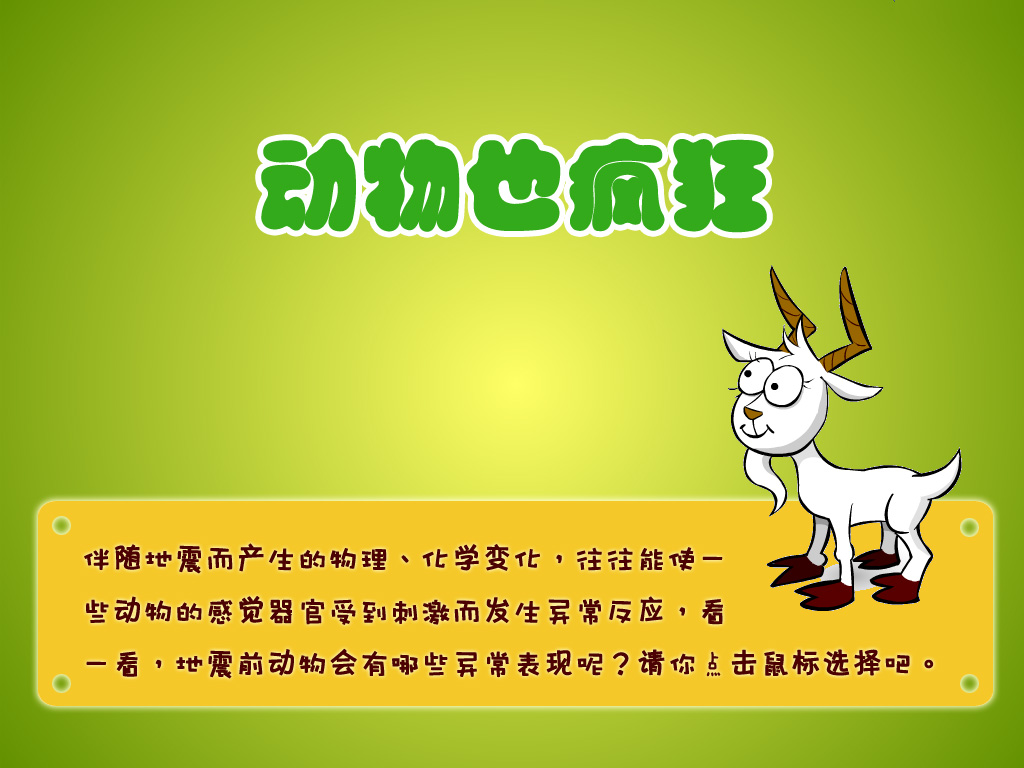 动物也疯狂
伴随地震而产生的物理、化学变化，往往能使一
些动物的感觉器官受到刺激而发生异常反应，看
一看，地震前动物会有哪些异常表现呢？请你点击鼠标选择吧。